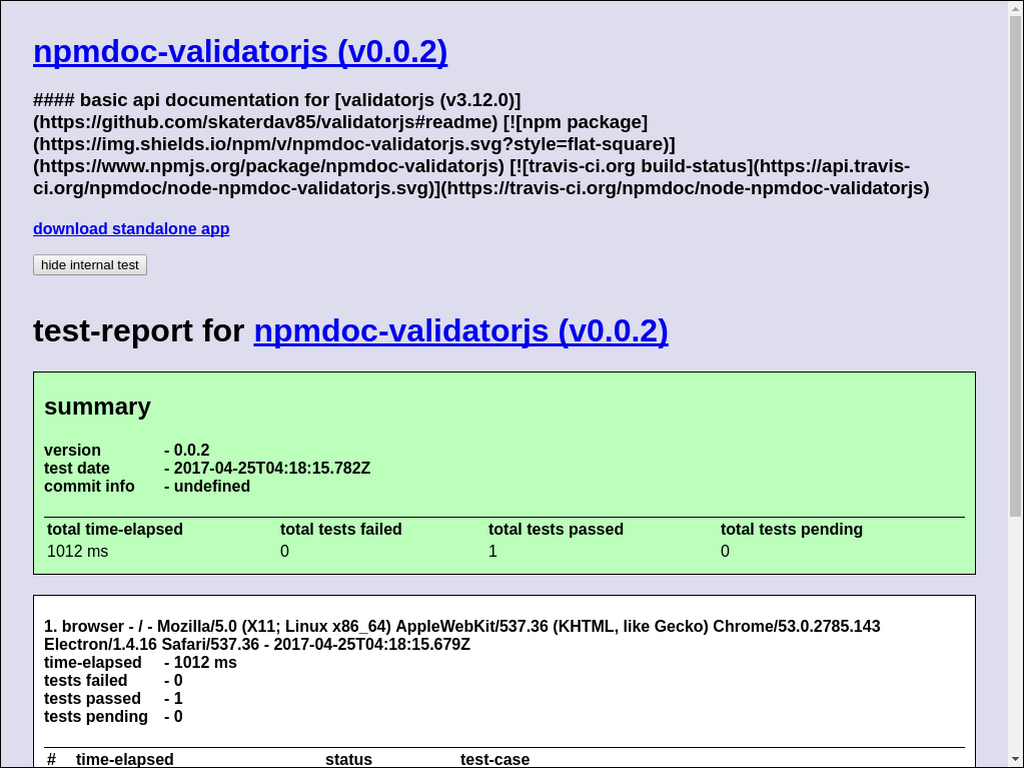 npmdoc-validatorjs (v0.0.2)
#### basic api documentation for [validatorjs (v3.12.0)]
(https://github.com/skaterdav85/validatorjs#readme) [![npm package]
(https://img.shields.io/npm/v/npmdoc-validatorjs.svg?style=flat-square)]
(https://www.npmjs.org/package/npmdoc-validatorjs) [![travis-ci.org build-status](https://api.travis-
ci.org/npmdoc/node-npmdoc-validatorjs.svg)](https://travis-ci.org/npmdoc/node-npmdoc-validatorjs)
download standalone app
hide internal test
test-report for npmdoc-validatorjs (v0.0.2)
summary
version - 0.0.2
test date - 2017-04-25T04:18:15.782Z
commit info - undefined
total time-elapsed total tests failed total tests passed total tests pending
1012 ms 0 1 0
1. browser - / - Mozilla/5.0 (X11; Linux x86_64) AppleWebKit/537.36 (KHTML, like Gecko) Chrome/53.0.2785.143
Electron/1.4.16 Safari/537.36 - 2017-04-25T04:18:15.679Z
time-elapsed - 1012 ms
tests failed - 0
tests passed - 1
tests pending - 0
# time-elapsed status test-case